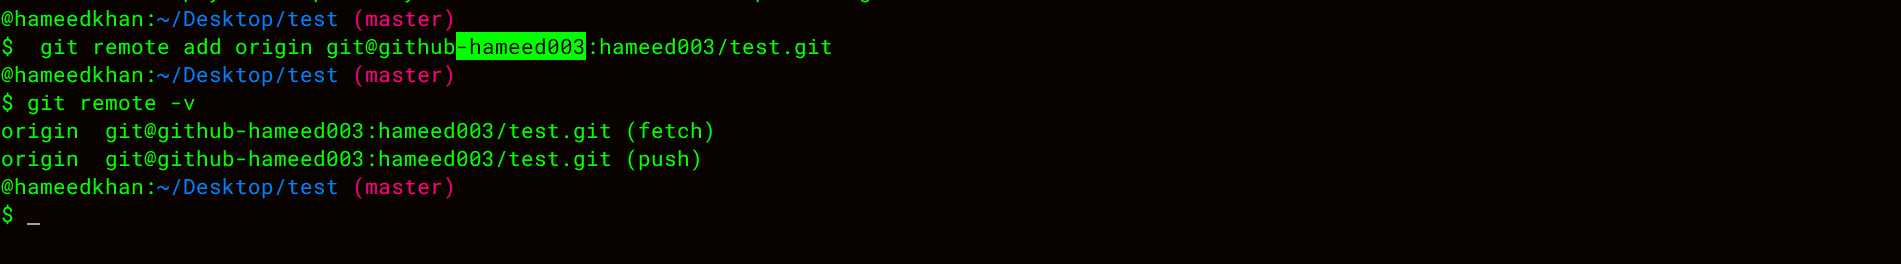 @hameedkhan:~/Desktop/test (master)
$  git remote add origin git@github-hameed003:hameed003/test.git
@hameedkhan:~/Desktop/test (master)
$ git remote -v
origin  git@github-hameed003:hameed003/test.git (fetch)
origin  git@github-hameed003:hameed003/test.git (push)
@hameedkhan:~/Desktop/test (master)
$ _